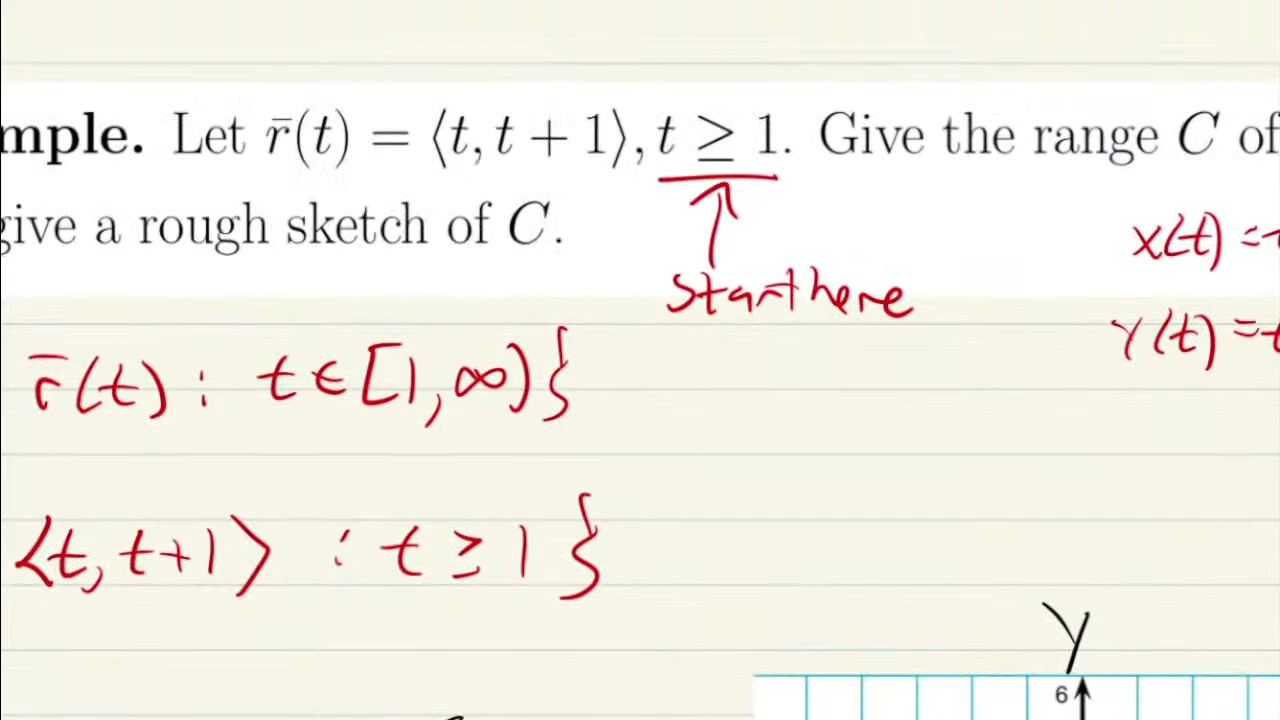 mple. Let r̄(t) = ⟨t, t + 1⟩, t ≥ 1. Give the range C of
give a rough sketch of C.
start here
x(t) =t
r̄(t) : t ∈ [1, ∞) }
y(t) =t
⟨t, t+1⟩ : t ≥ 1 }
y
6